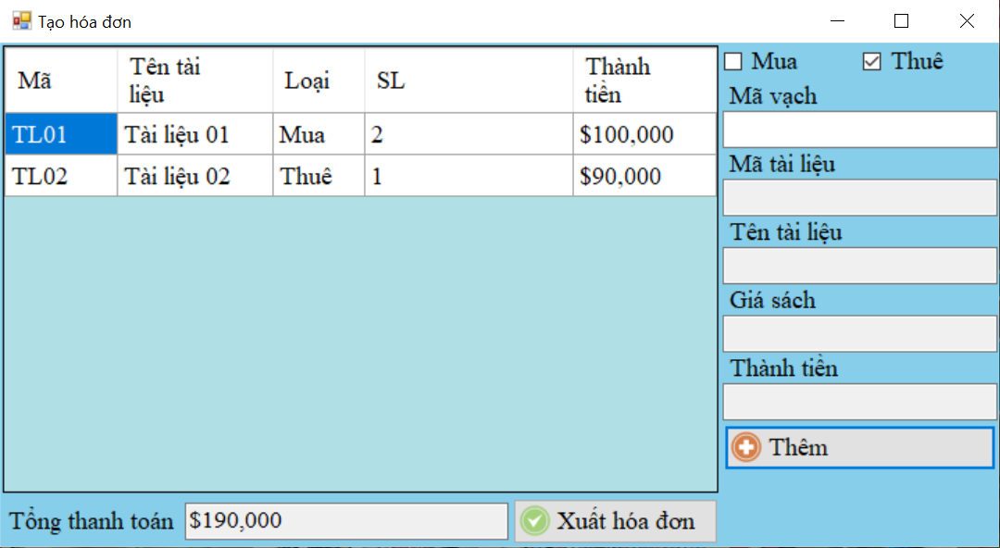 Tạo hóa đơn
Mã
Tên tài
liệu
Loại
SL
Thành
tiền
TL01
Tài liệu 01
Mua
2
$100,000
TL02
Tài liệu 02
Thuê
1
$90,000
Tổng thanh toán
$190,000
Xuất hóa đơn
Mua
Thuê
Mã vạch
Mã tài liệu
Tên tài liệu
Giá sách
Thành tiền
Thêm